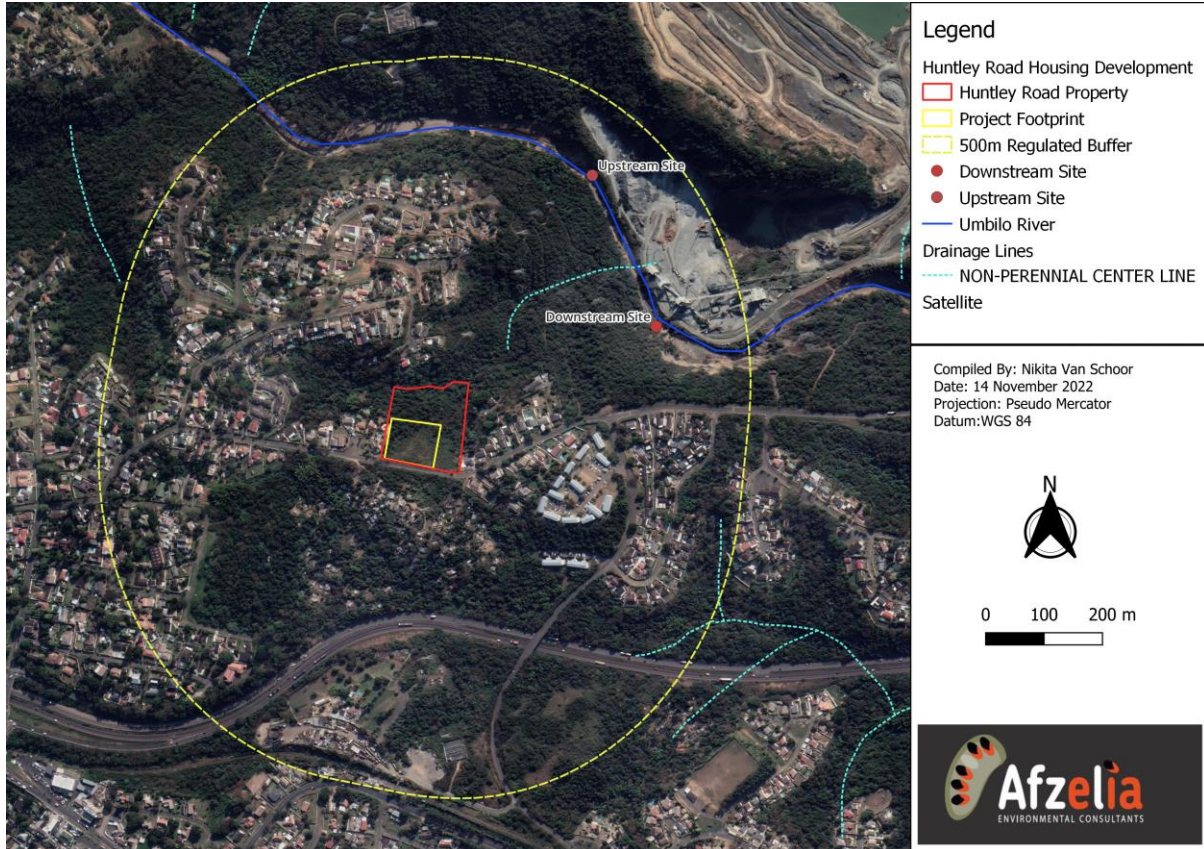 Upstream Site
Downstream Site
Legend
Huntley Road Housing Development
Huntley Road Property
Project Footprint
500m Regulated Buffer
Downstream Site
Upstream Site
Umbilo River
Drainage Lines
NON-PERENNIAL CENTER LINE
Satellite
Compiled By: Nikita Van Schoor
Date: 14 November 2022
Projection: Pseudo Mercator
Datum:WGS 84
N
0 100 200 m
Afzelia
ENVIRONMENTAL CONSULTANTS